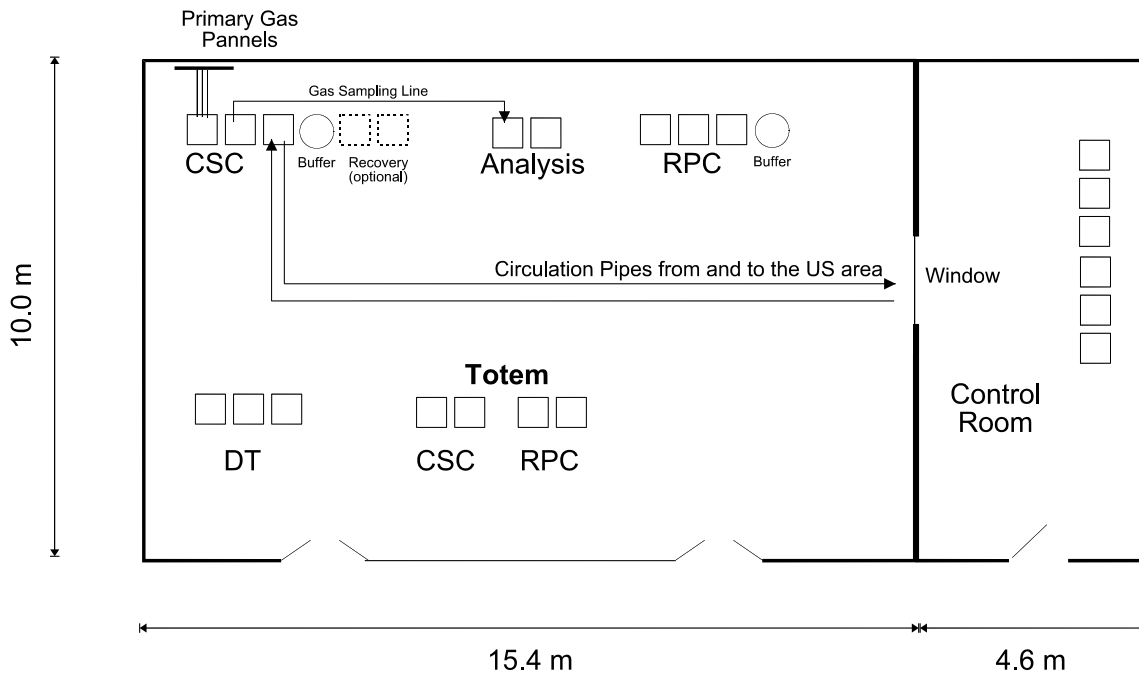 Primary Gas
Pannels
Gas Sampling Line
CSC
Buffer
Recovery
(optional)
Analysis
RPC
Buffer
Circulation Pipes from and to the US area
Window
10.0 m
Totem
DT
CSC
RPC
Control
Room
15.4 m
4.6 m